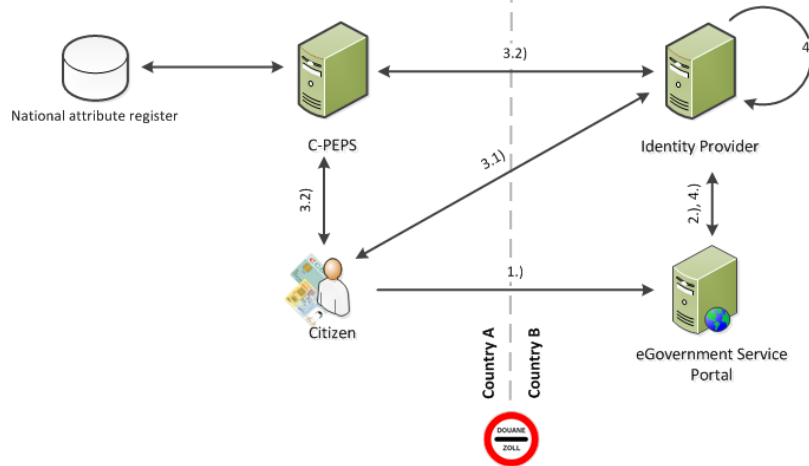 3.2)
4
National attribute register
C-PEPS
Identity Provider
3.1)
3.2)
2.), 4.)
1.)
Citizen
Country A
Country B
eGovernment Service
Portal
DOUANE
ZOLL